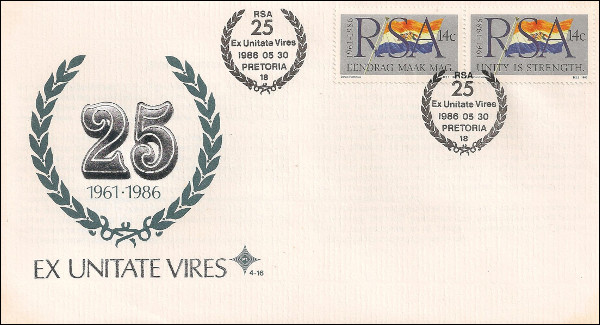 RSA
25
Ex Unitate Vires
1986 05 30
PRETORIA
18
1961-1986
RSA
14c
EENDRAG MAAK MAG.
1961-1986
RSA
14c
UNITY IS STRENGTH.
RSA
25
Ex Unitate Vires
1986 05 30
PRETORIA
18
25
1961·1986
EX UNITATE VIRES
4-16